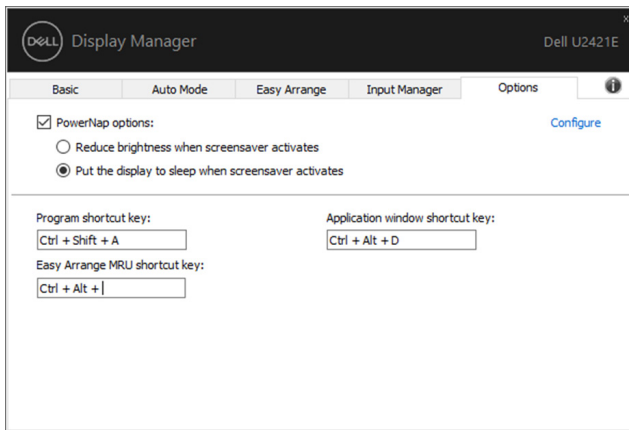 x
DELL Display Manager
Dell U2421E
Basic
Auto Mode
Easy Arrange
Input Manager
Options
i
PowerNap options:
Configure
Reduce brightness when screensaver activates
Put the display to sleep when screensaver activates
Program shortcut key:
Application window shortcut key:
Ctrl + Shift + A
Ctrl + Alt + D
Easy Arrange MRU shortcut key:
Ctrl + Alt +